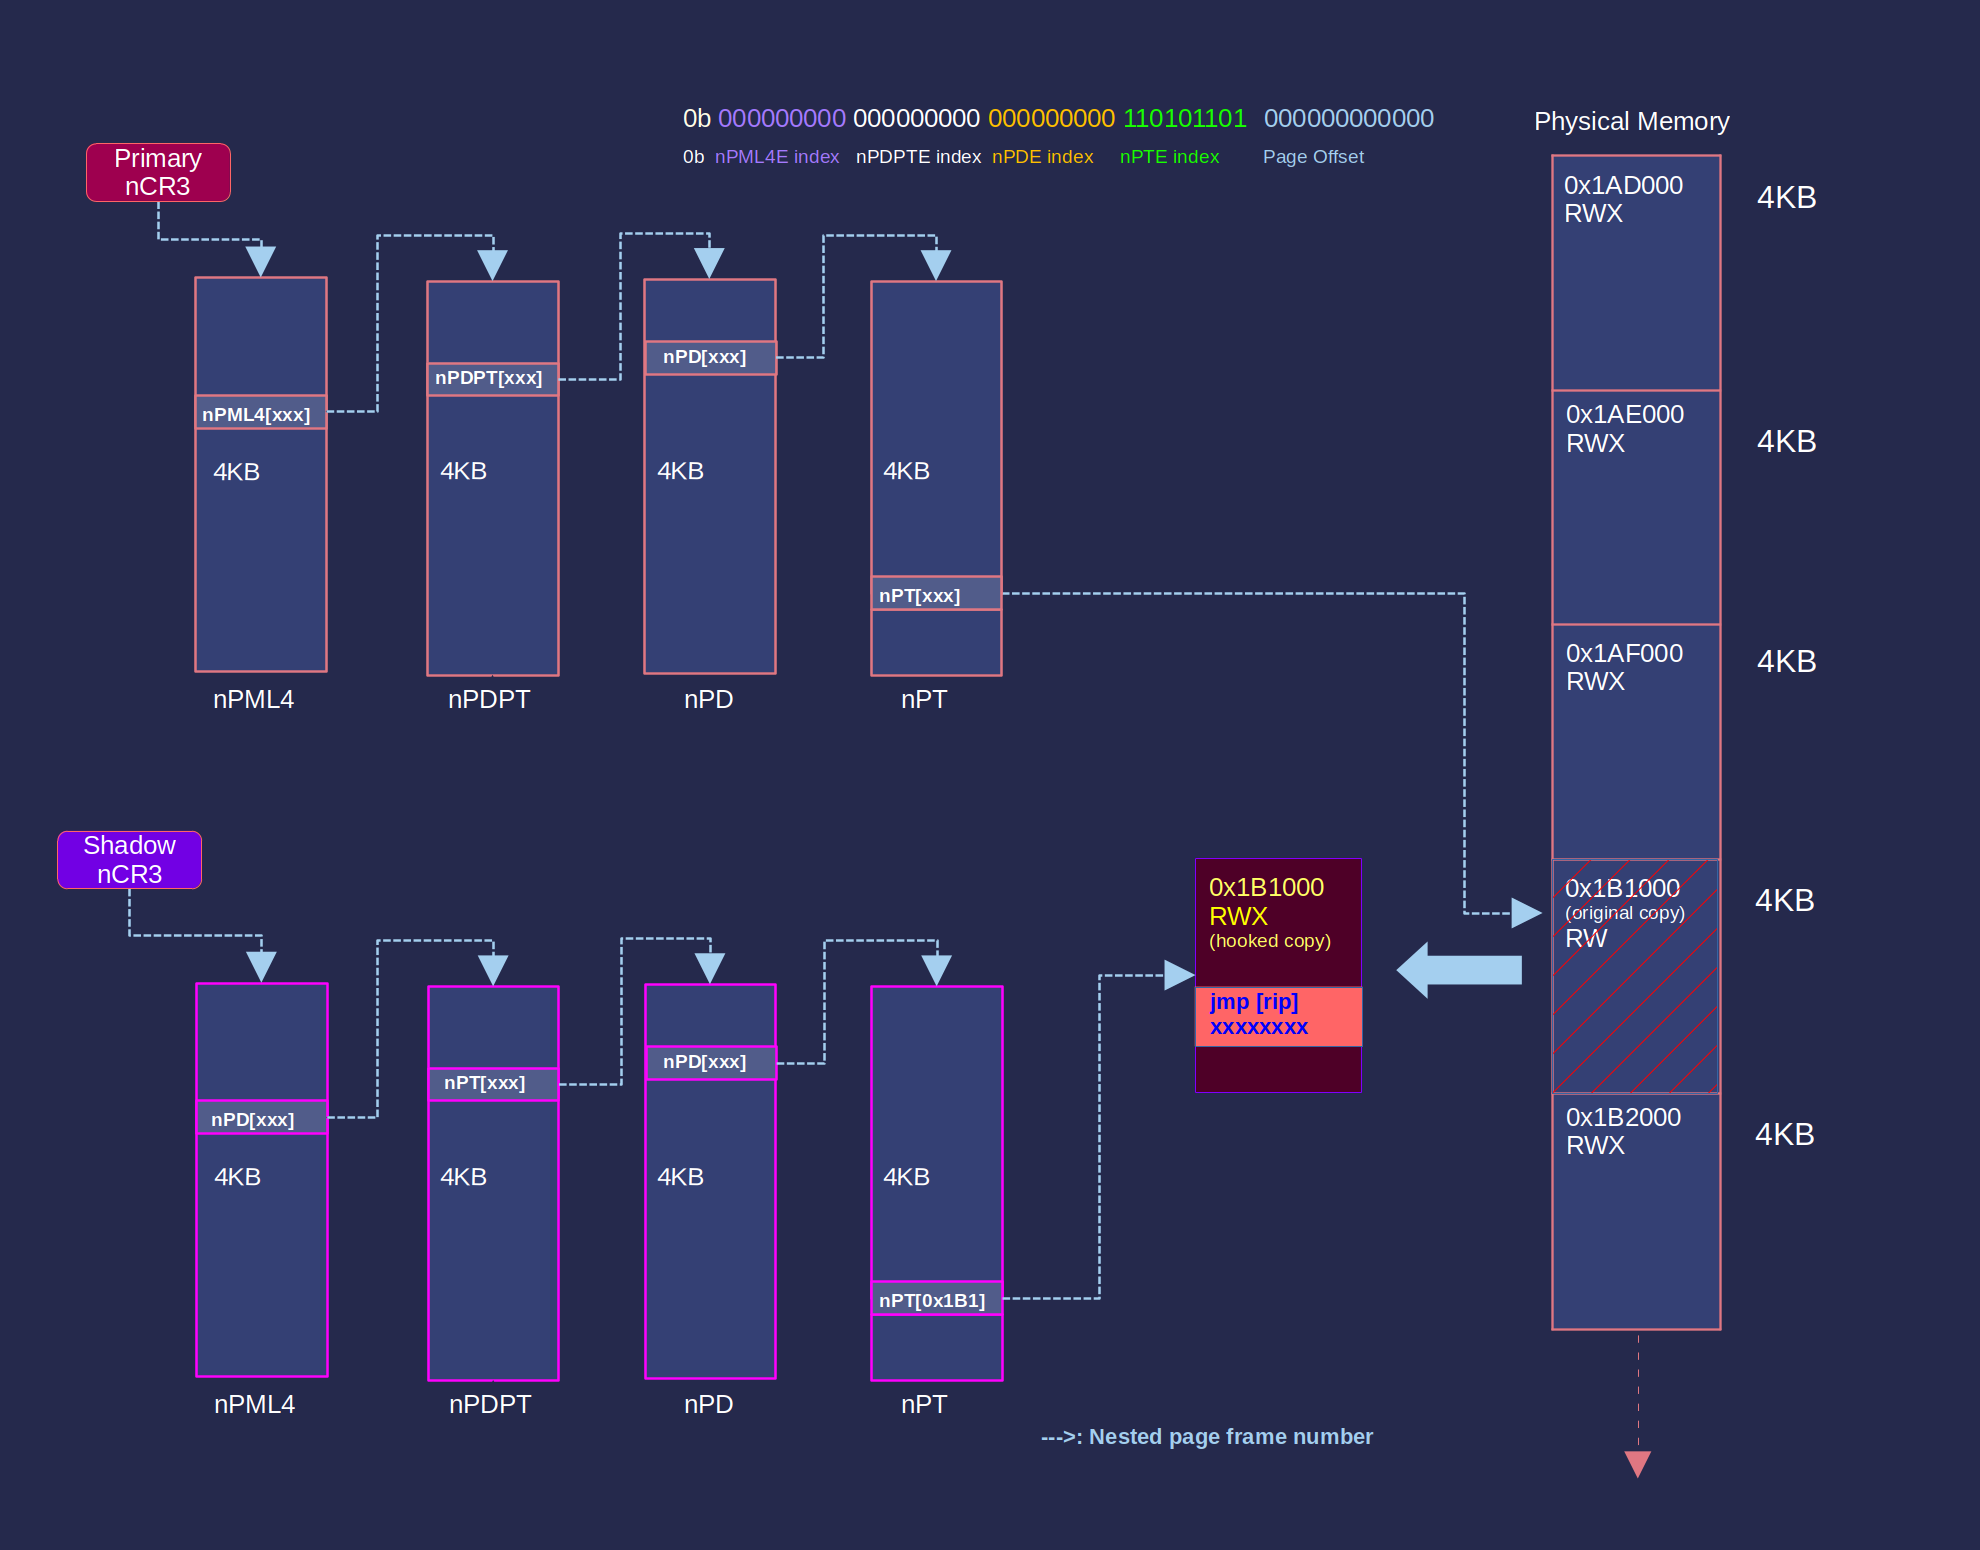 0b 000000000 000000000 000000000 110101101 000000000000
0b nPML4E index nPDPTE index nPDE index nPTE index Page Offset
Physical Memory
Primary
nCR3
nPML4[xxx]
4KB
nPML4
nPDPT[xxx]
4KB
nPDPT
nPD[xxx]
4KB
nPD
nPT[xxx]
4KB
nPT
0x1AD000
RWX
4KB
0x1AE000
RWX
4KB
0x1AF000
RWX
4KB
0x1B1000
(original copy)
RW
4KB
0x1B2000
RWX
4KB
Shadow
nCR3
nPD[xxx]
4KB
nPML4
nPT[xxx]
4KB
nPDPT
nPD[xxx]
4KB
nPD
nPT[0x1B1]
4KB
nPT
0x1B1000
RWX
(hooked copy)
jmp [rip]
xxxxxxxx
--->: Nested page frame number